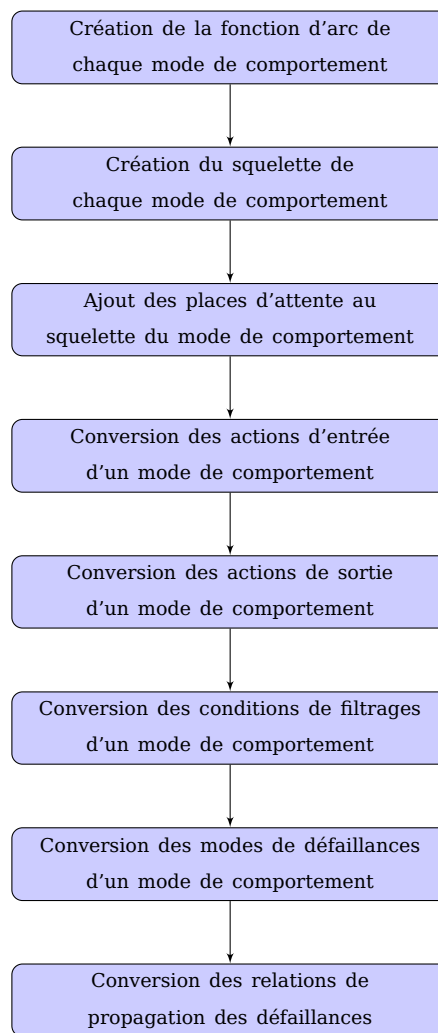 Création de la fonction d'arc de
chaque mode de comportement
Création du squelette de
chaque mode de comportement
Ajout des places d'attente au
squelette du mode de comportement
Conversion des actions d'entrée
d'un mode de comportement
Conversion des actions de sortie
d'un mode de comportement
Conversion des conditions de filtrages
d'un mode de comportement
Conversion des modes de défaillances
d'un mode de comportement
Conversion des relations de
propagation des défaillances